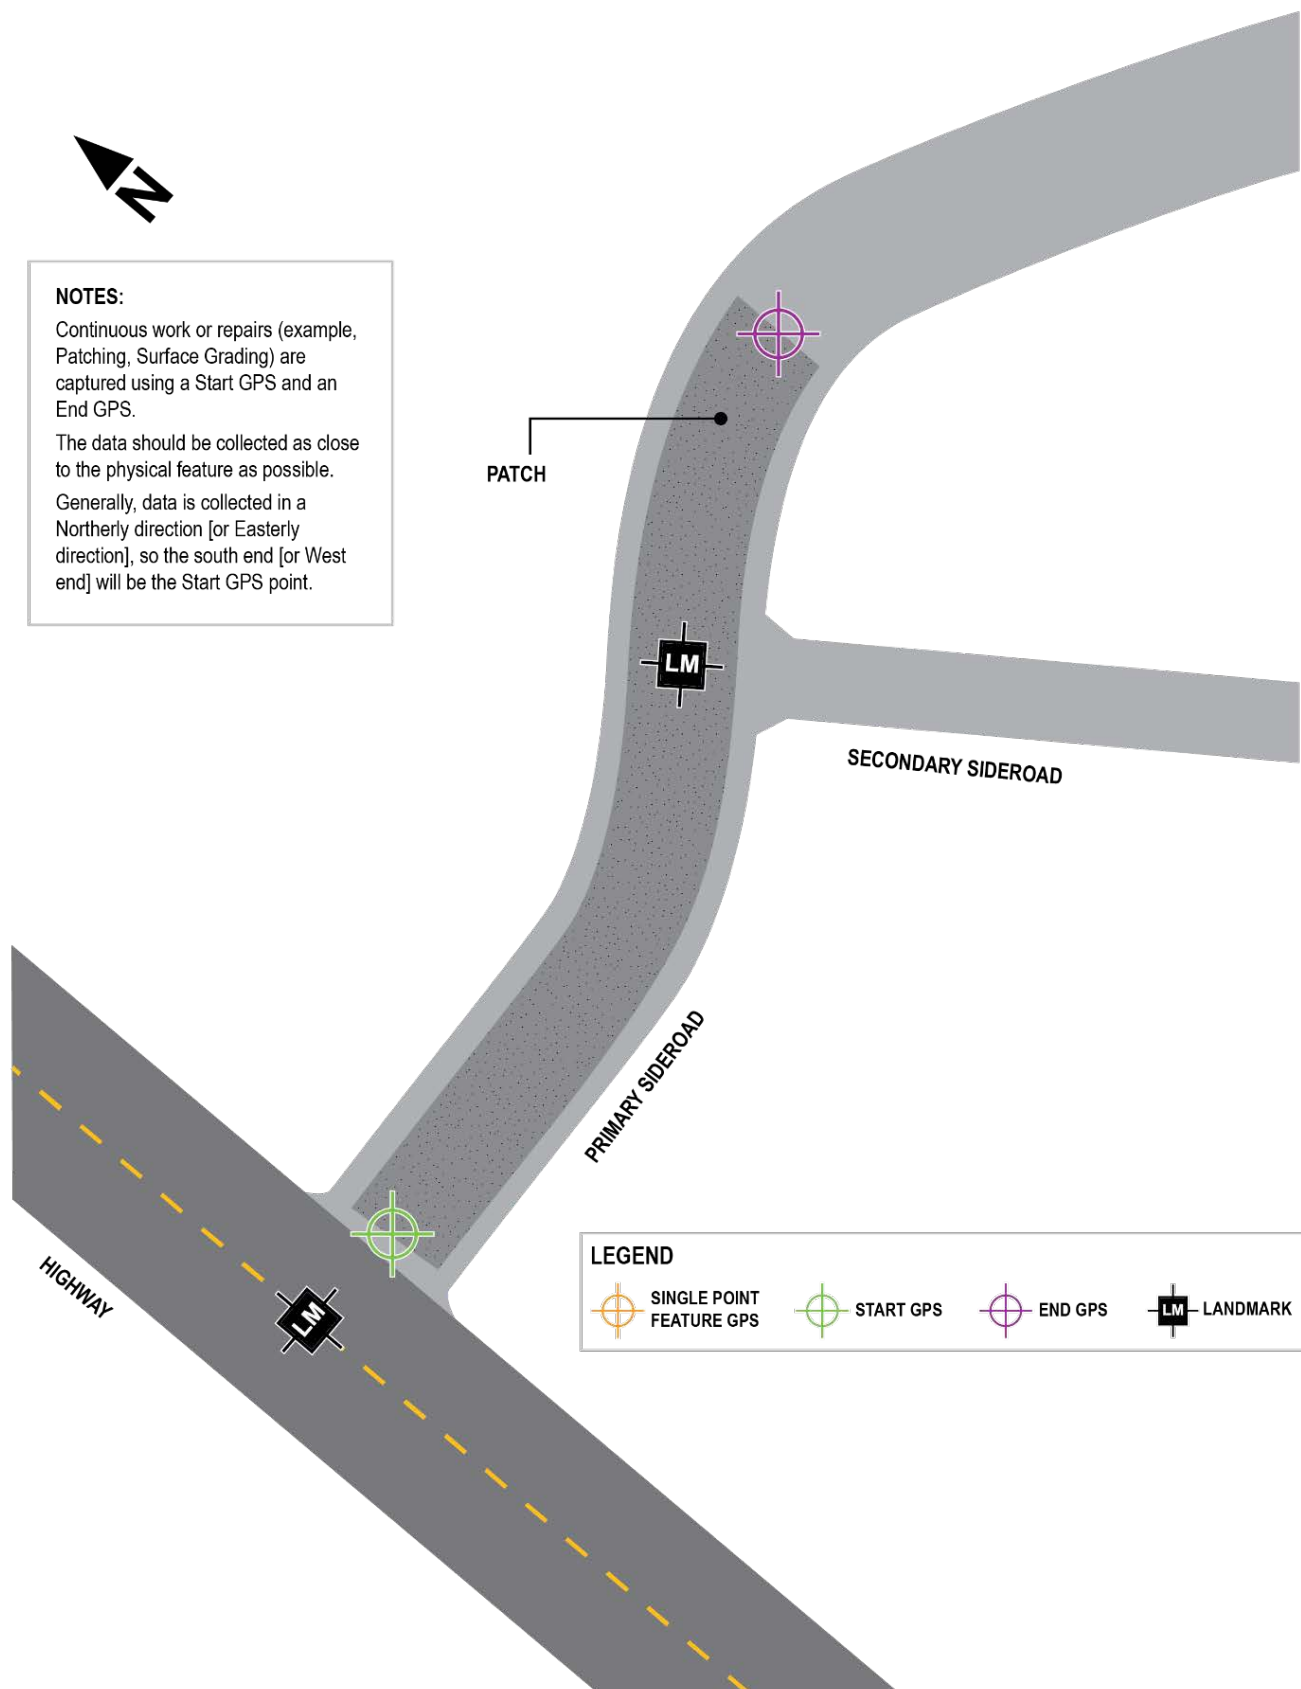 N
NOTES:
Continuous work or repairs (example,
Patching, Surface Grading) are
captured using a Start GPS and an
End GPS.
The data should be collected as close
to the physical feature as possible.
Generally, data is collected in a
Northerly direction [or Easterly
direction], so the south end [or West
end] will be the Start GPS point.
PATCH
LM
SECONDARY SIDEROAD
PRIMARY SIDEROAD
HIGHWAY
LM
LEGEND
SINGLE POINT
FEATURE GPS
START GPS
END GPS
LM
LANDMARK